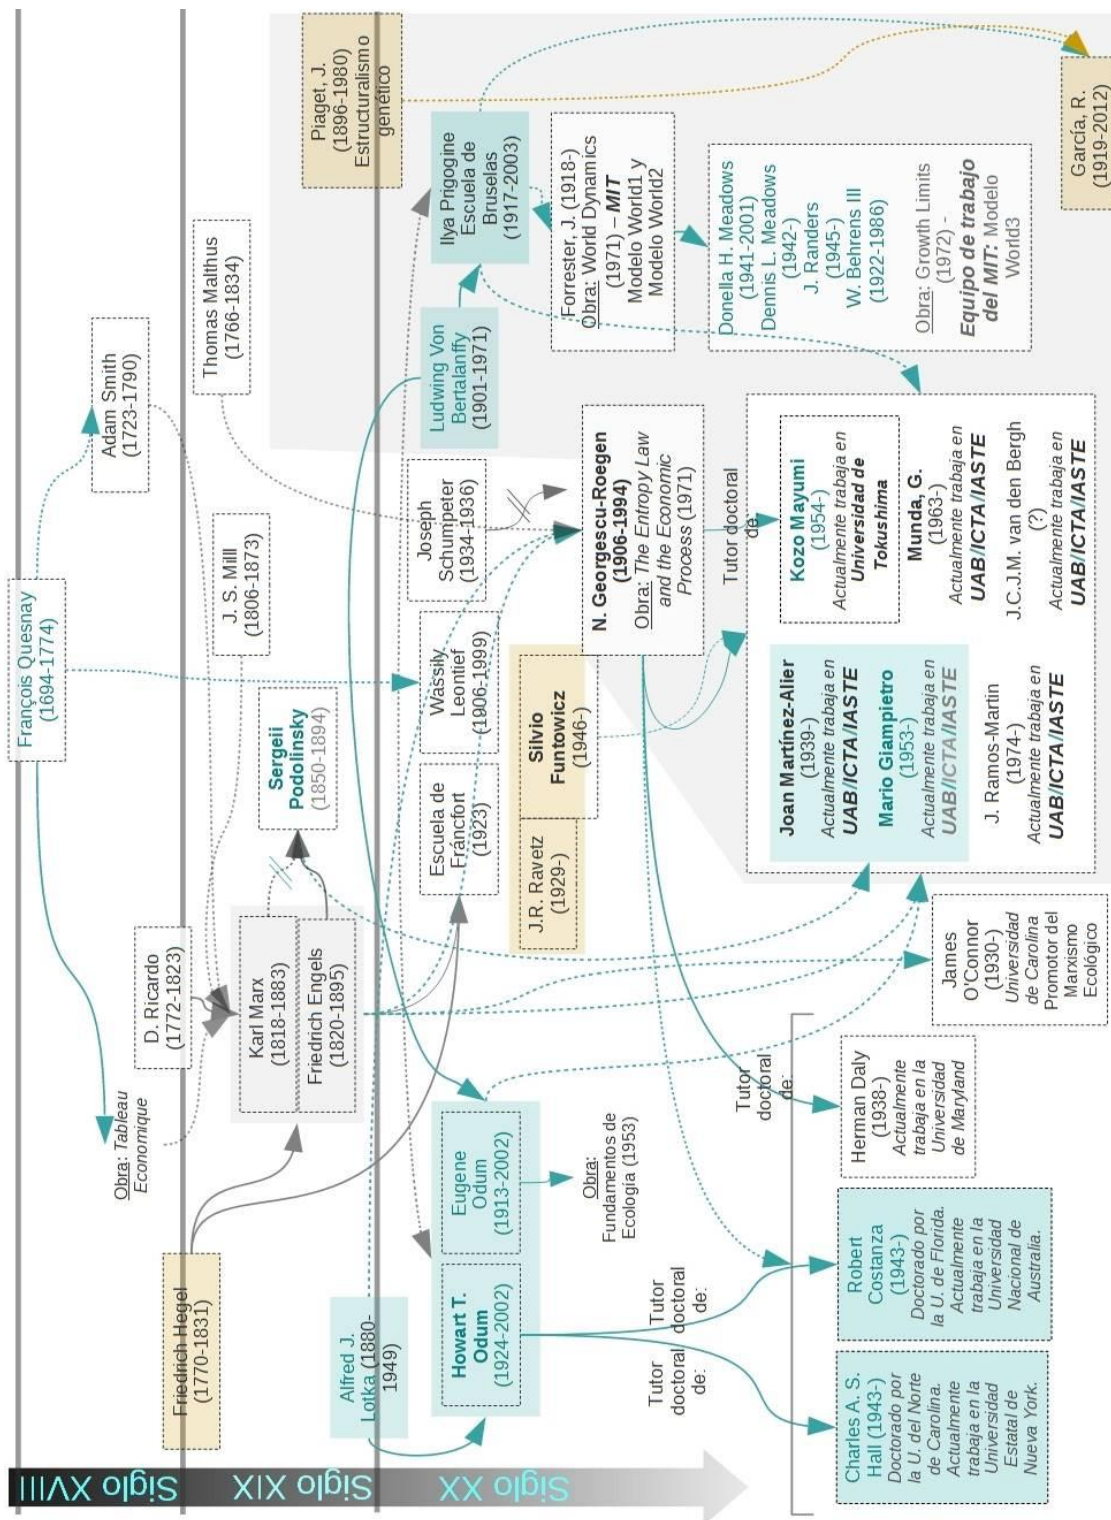 Siglo XVIII
Siglo XIX
Siglo XX
François Quesnay
(1694-1774)
Obra: Tableau
Economique
Adam Smith
(1723-1790)
D. Ricardo
(1772-1823)
Friedrich Hegel
(1770-1831)
Thomas Malthus
(1766-1834)
J. S. Milll
(1806-1873)
Karl Marx
(1818-1883)
Friedrich Engels
(1820-1895)
Sergeii
Podolinsky
(1850-1894)
Piaget, J.
(1896-1980)
Estructuralismo
genético
Alfred J.
Lotka (1880-
1949)
Howart T.
Odum
(1924-2002)
Eugene
Odum
(1913-2002)
Obra:
Fundamentos de
Ecología (1953)
Escuela de
Fráncfort
(1923)
Wassily
Leontief
(1906-1999)
Joseph
Schumpeter
(1934-1936)
Ludwing Von
Bertalanffy
(1901-1971)
Ilya Prigogine
Escuela de
Bruselas
(1917-2003)
J.R. Ravetz
(1929-)
Silvio
Funtowicz
(1946-)
N. Georgescu-Roegen
(1906-1994)
Obra: The Entropy Law
and the Economic
Process (1971)
Forrester, J. (1918-)
Obra: World Dynamics
(1971) – MIT
Modelo World1 y
Modelo World2
Donella H. Meadows
(1941-2001)
Dennis L. Meadows
(1942-)
J. Randers
(1945-)
W. Behrens III
(1922-1986)
Obra: Growth Limits
(1972) -
Equipo de trabajo
del MIT: Modelo
World3
García, R.
(1919-2012)
Tutor
doctoral
de:
Tutor
doctoral
de:
Tutor
doctoral
de:
Tutor doctoral
de:
Joan Martínez-Alier
(1939-)
Actualmente trabaja en
UAB/ICTA/IASTE
Mario Giampietro
(1953-)
Actualmente trabaja en
UAB/ICTA/IASTE
J. Ramos-Martin
(1974-)
Actualmente trabaja en
UAB/ICTA/IASTE
Kozo Mayumi
(1954-)
Actualmente trabaja en
Universidad de
Tokushima
Munda, G.
(1963-)
Actualmente trabaja en
UAB/ICTA/IASTE
J.C.J.M. van den Bergh
(?)
Actualmente trabaja en
UAB/ICTA/IASTE
Charles A. S.
Hall (1943-)
Doctorado por
la U. del Norte
de Carolina.
Actualmente
trabaja en la
Universidad
Estatal de
Nueva York.
Robert
Costanza
(1943-)
Doctorado por
la U. de Florida.
Actualmente
trabaja en la
Universidad
Nacional de
Australia.
Herman Daly
(1938-)
Actualmente
trabaja en la
Universidad
de Maryland
James
O'Connor
(1930-)
Universidad
de Carolina
Promotor del
Marxismo
Ecológico